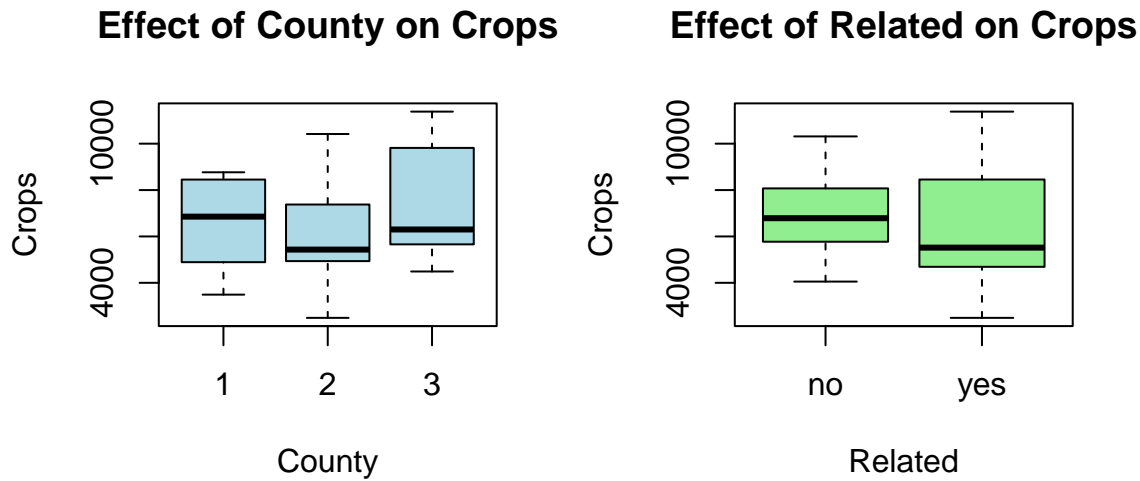 Effect of County on Crops
Crops
10000
4000
1 2 3
County
Effect of Related on Crops
Crops
10000
4000
no yes
Related